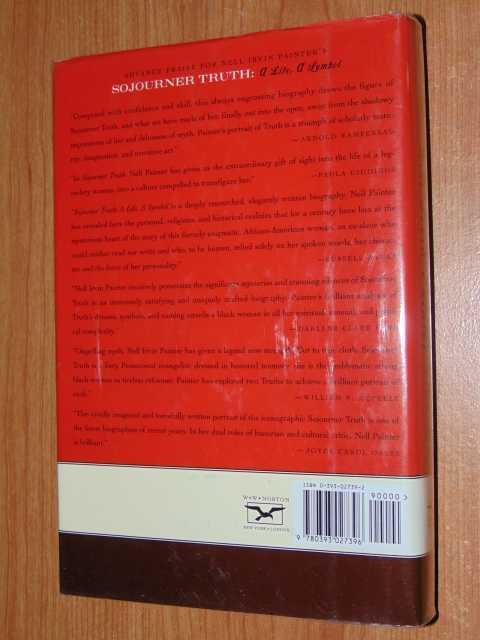 ADVANCE PRAISE FOR NELL IRVIN PAINTER'S
SOJOURNER TRUTH: A Life, A Symbol
"Composed with confidence and skill, this always engrossing biography draws the figure of
Sojourner Truth, and what we have made of her, finally out into the open, away from the shadowy
imprecisions of lore and delusions of myth. Painter's portrait of Truth is a triumph of scholarly
imagination, and narrative art."
—ARNOLD RAMPERSAD
"In Sojourner Truth, Nell Painter has given us the extraordinary gift of sight into the life of a leg-
endary woman, into a culture compelled to transfigure her."
—PAULA GIDDINGS
"Sojourner Truth: A Life, A Symbol is a deeply researched, elegantly written biography. Nell Painter
has revealed here the personal, religious, and historical realities that for a century have lain at the
mysterious heart of the story of this fiercely enigmatic African-American woman, an ex-slave who
could neither read nor write and who, to be known, relied solely on her spoken words, her
and the force of her personality."
—RUSSELL BANKS
"Nell Irvin Painter intuitively penetrates the significant mysteries and stunning silences of Sojourner
Truth in an immensely satisfying and uniquely crafted biography. Painter's brilliant analysis of
Truth's dreams, symbols, and naming unveils a black woman in all her spiritual, sensual, and
cal complexity."
—DARLENE CLARK HINE
"Dispelling myth, Nell Irvin Painter has given a legend new strength. Cut to true cloth, Sojourner
Truth is a fiery Pentecostal evangelist divided in historical memory: she is the emblematic strong
black woman or tireless reformer. Painter has explored two Truths to achieve a brilliant portrait of
each."
—WILLIAM S. MCFEELY
"This vividly imagined and forcefully written portrait of the iconographic Sojourner Truth is one of
the finest biographies of recent years. In her dual roles of historian and cultural critic, Nell Painter
is brilliant."
—JOYCE CAROL OATES
ISBN 0-393-02739-2
90000
W•W•NORTON
NEW YORK • LONDON
9 780393 027396